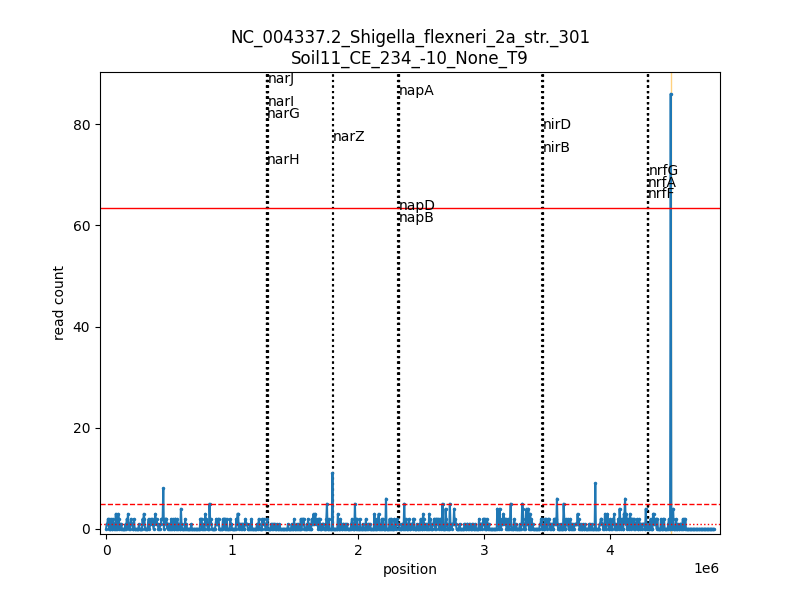 NC_004337.2_Shigella_flexneri_2a_str._301
Soil11_CE_234_-10_None_T9
narJ
narI
narG
narH
narZ
napA
napD
napB
nirD
nirB
nrfG
nrfA
nrfF
80
60
40
20
0
read count
0
1
2
3
4
1e6
position